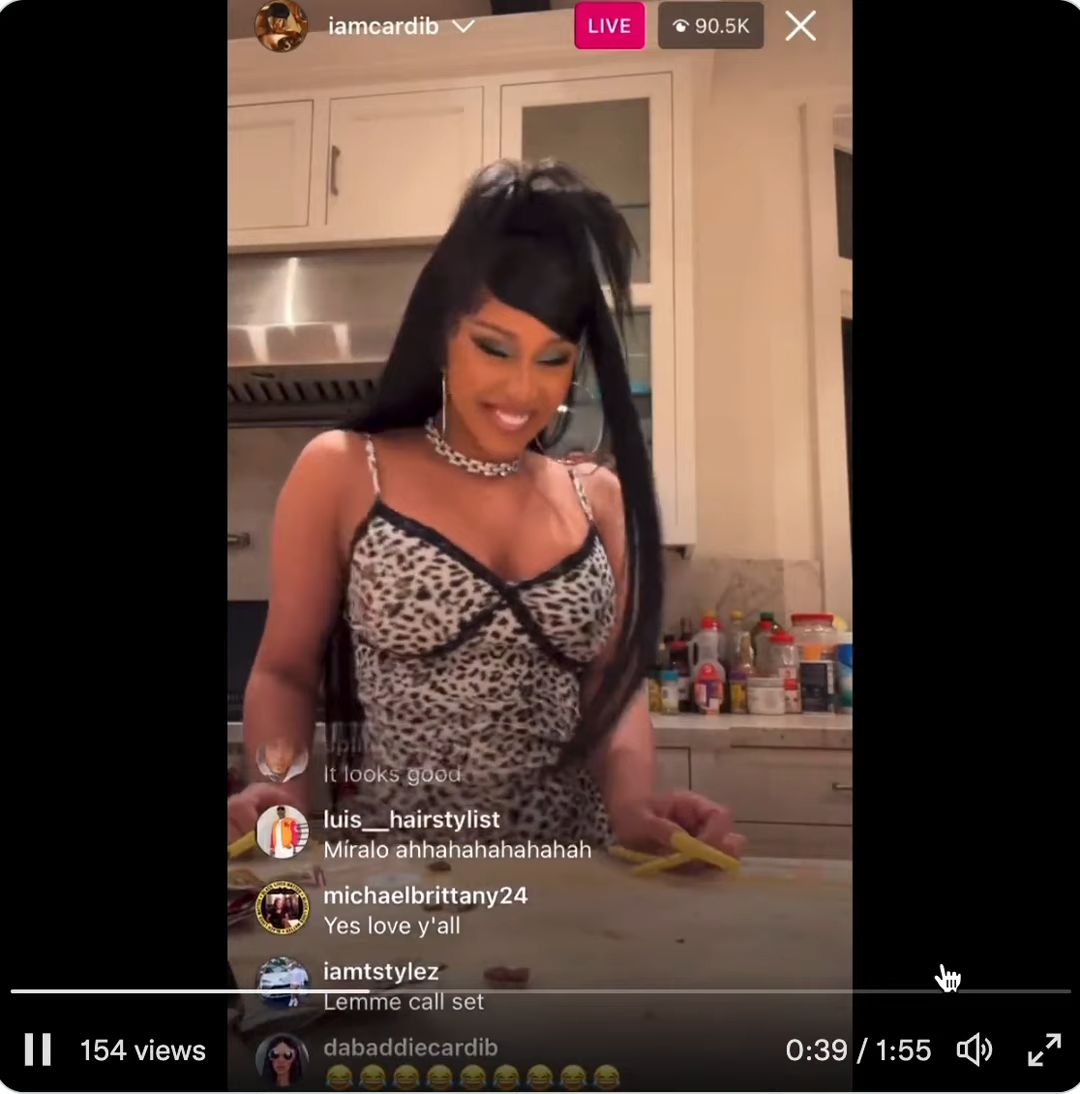 iamcardib
LIVE
90.5K
It looks good
luis__hairstylist
Míralo ahhahahahahahah
michaelbrittany24
Yes love y'all
iamtstylez
Lemme call set
dabaddiecardib
😂😂😂😂😂😂😂😂😂
154 views
0:39 / 1:55